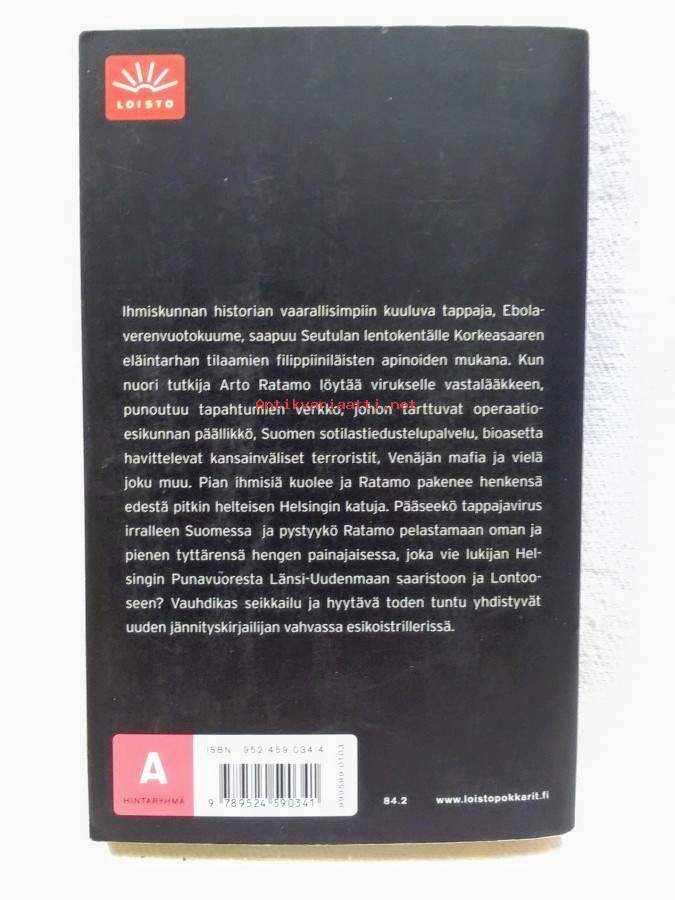 LOISTO
Ihmiskunnan historian vaarallisimpiin kuuluva tappaja, Ebola-
verenvuotokuume, saapuu Seutulan lentokentälle Korkeasaaren
eläintarhan tilaamien filippiiniläisten apinoiden mukana. Kun
nuori tutkija Arto Ratamo löytää virukselle vastalääkkeen,
punoutuu tapahtumien verkko, johon tarttuvat operaatio-
Antikvariaatti.net
esikunnan päällikkö, Suomen sotilastiedustelupalvelu, bioasetta
havittelevat kansainväliset terroristit, Venäjän mafia ja vielä
joku muu. Pian ihmisiä kuolee ja Ratamo pakenee henkensä
edestä pitkin helteisen Helsingin katuja. Pääseekö tappajavirus
irralleen Suomessa ja pystyykö Ratamo pelastamaan oman ja
pienen tyttärensä hengen painajaisessa, joka vie lukijan Hel-
singin Punavuoresta Länsi-Uudenmaan saaristoon ja Lontoo-
seen? Vauhdikas seikkailu ja hyytävä toden tuntu yhdistyvät
uuden jännityskirjailijan vahvassa esikoistrillerissä.
A
HINTARYHMÄ
ISBN 952-459-034-4
9 789524 590341
84.2
www.loistopokkarit.fi